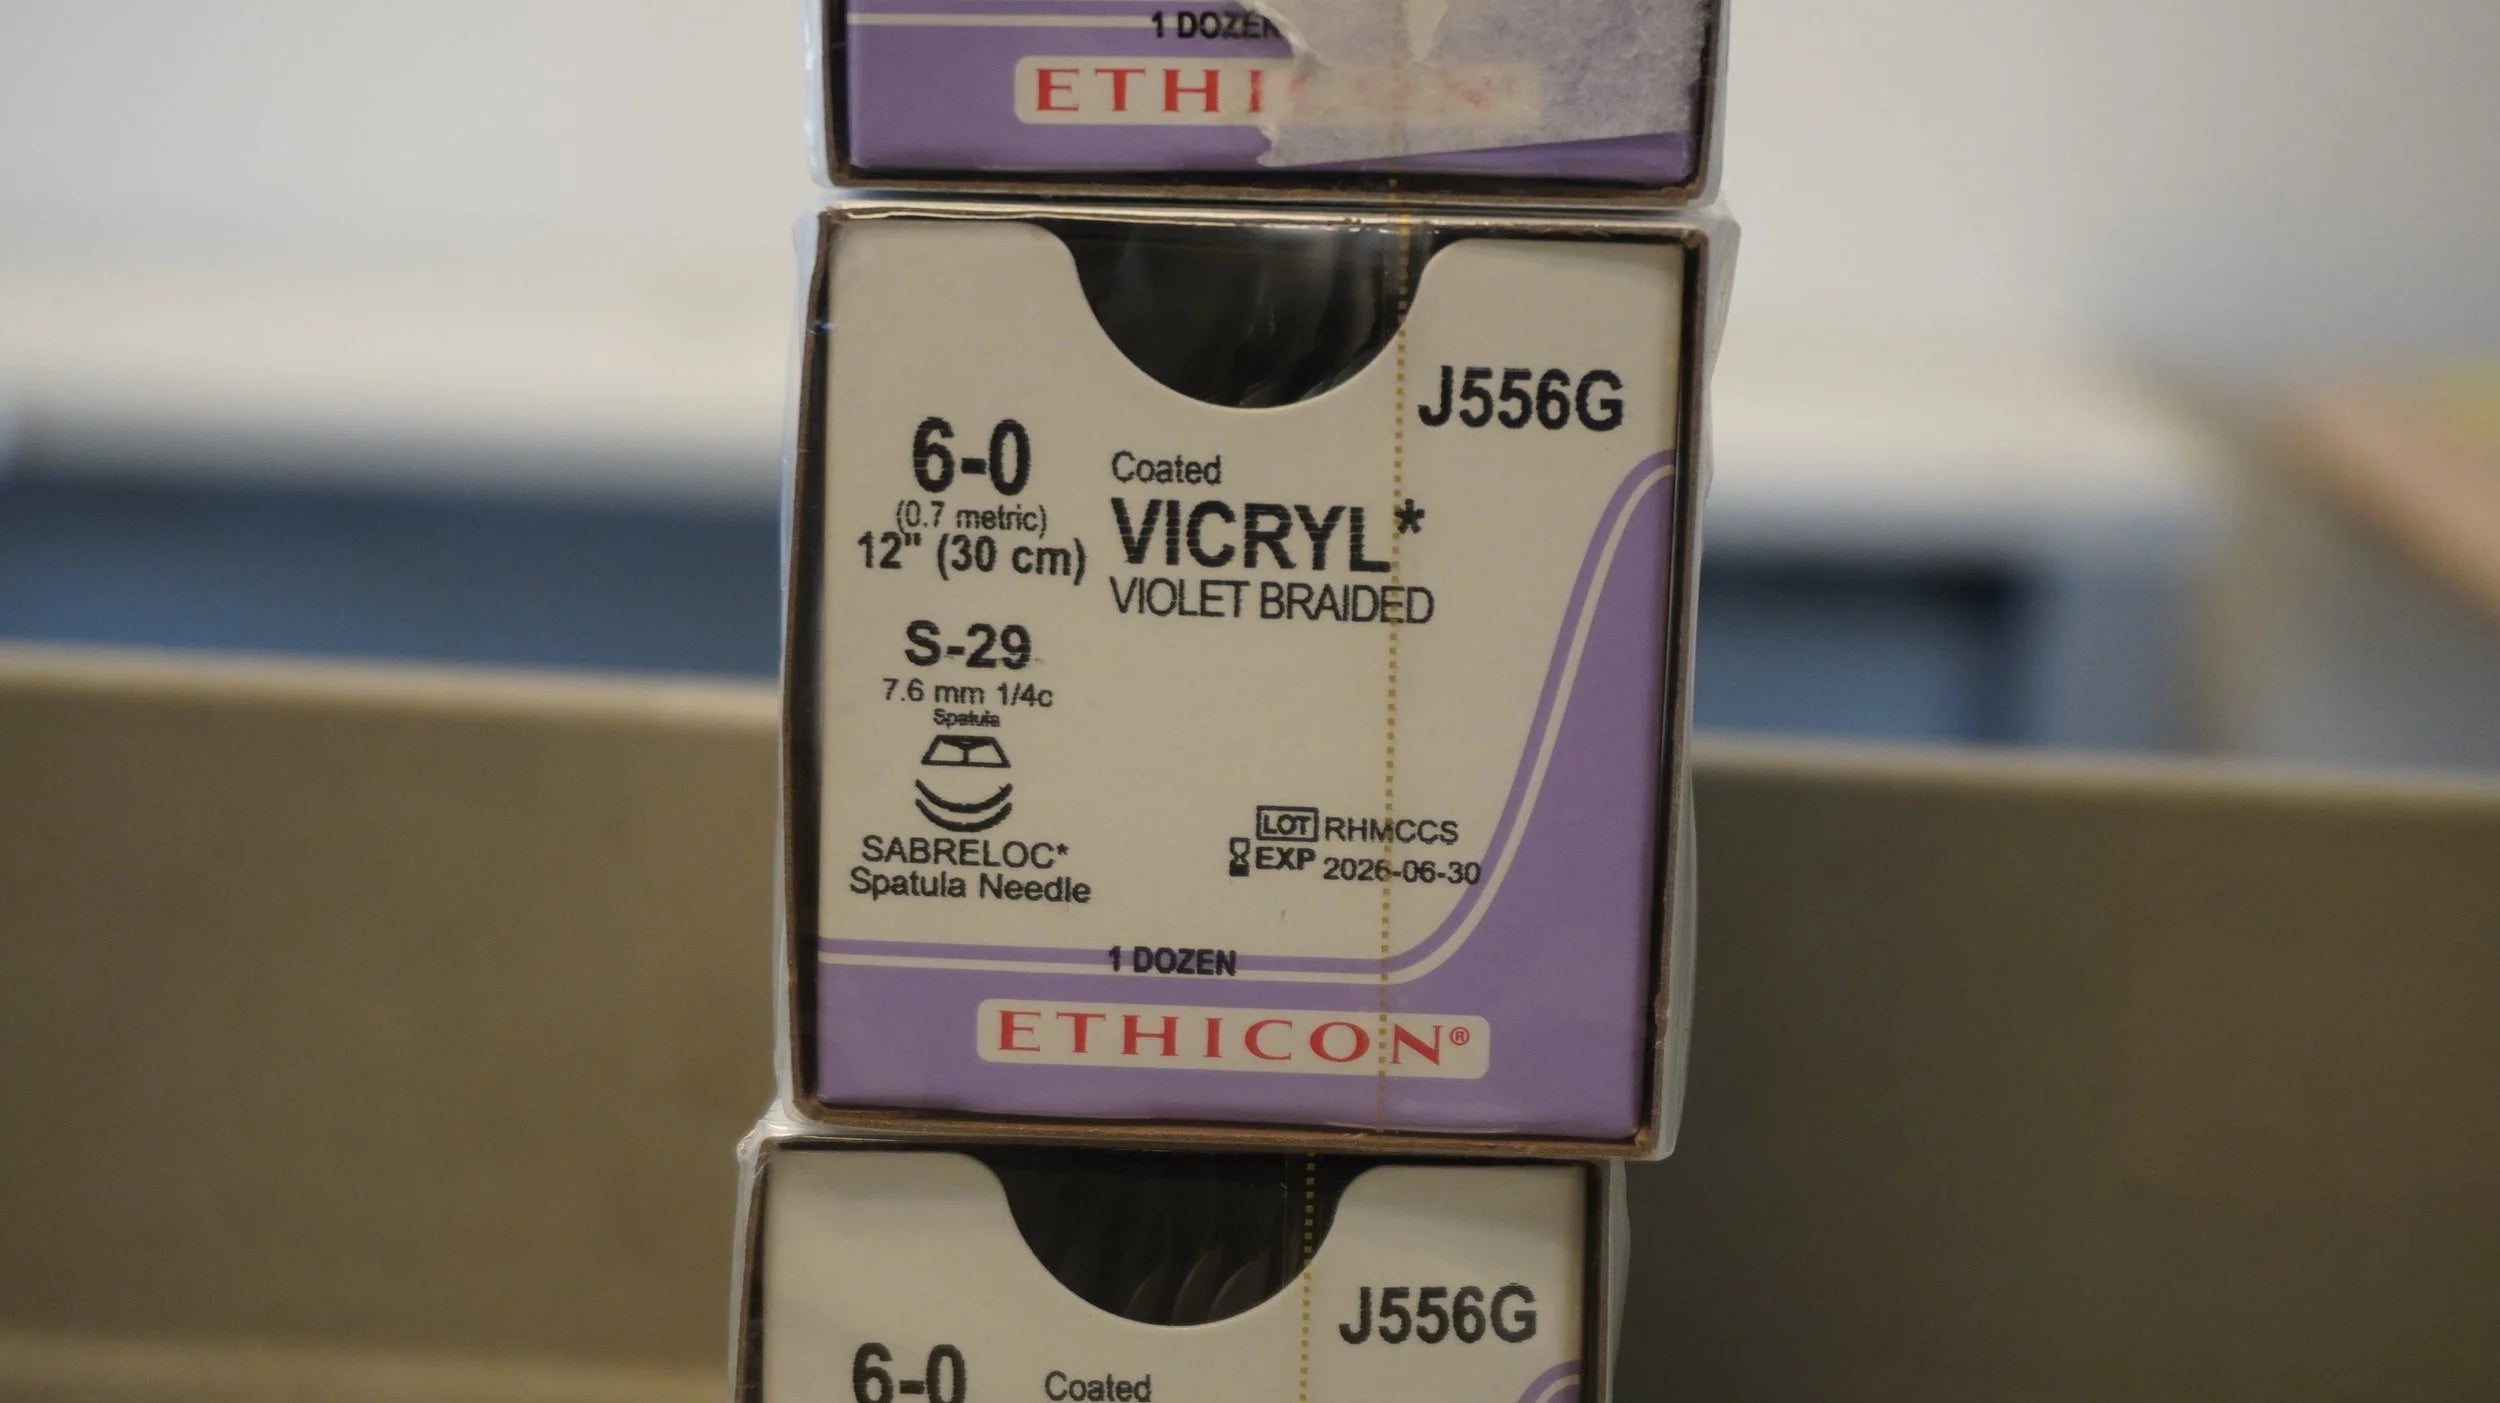 1 DOZEN
ETHI
J556G
6-0
(0.7 metric)
12" (30 cm)
Coated
VICRYL*
VIOLET BRAIDED
S-29
7.6 mm 1/4c
Spatula
SABRELOC*
Spatula Needle
LOT RHMCCS
EXP 2026-06-30
1 DOZEN
ETHICON®
J556G
6-0
Coated